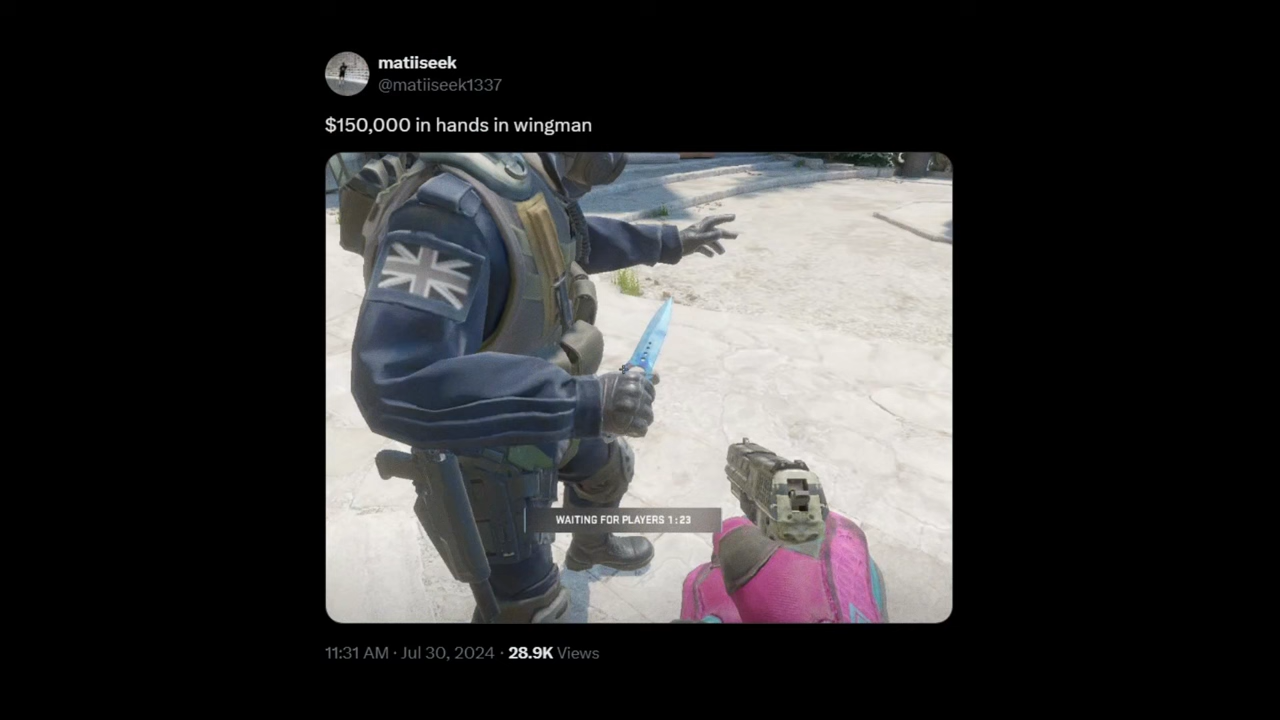 matiiseek
@matiiseek1337
$150,000 in hands in wingman
WAITING FOR PLAYERS 1:23
11:31 AM · Jul 30, 2024 · 28.9K Views